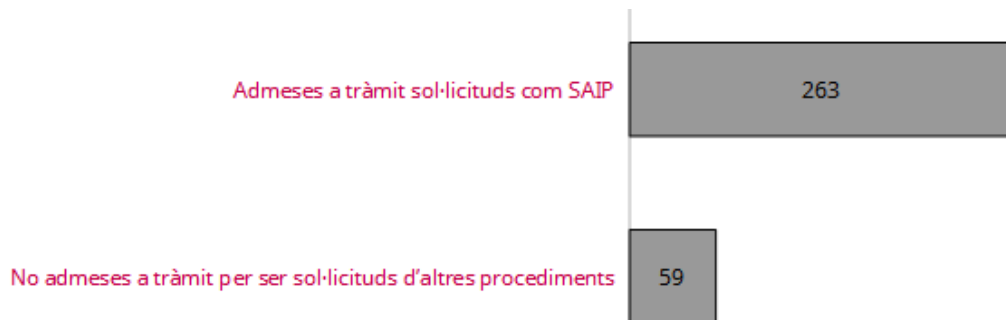 Admeses a tràmit sol·licituds com SAIP 263
No admeses a tràmit per ser sol·licituds d’altres procediments 59